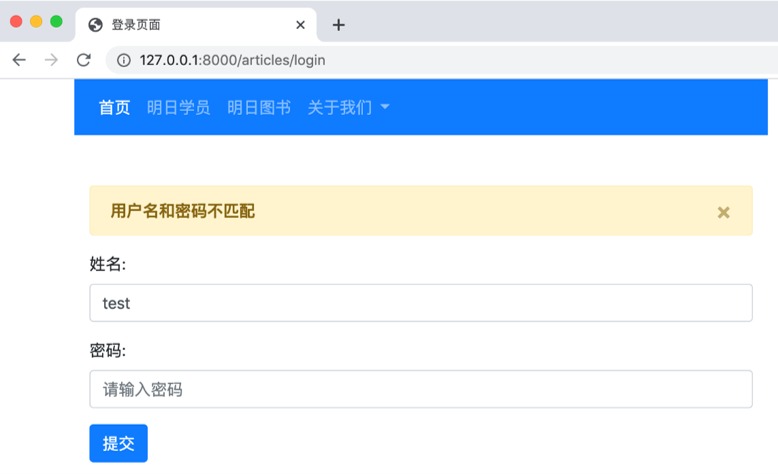 登录页面
127.0.0.1:8000/articles/login
首页 明日学员 明日图书 关于我们
用户名和密码不匹配
姓名:
test
密码:
请输入密码
提交